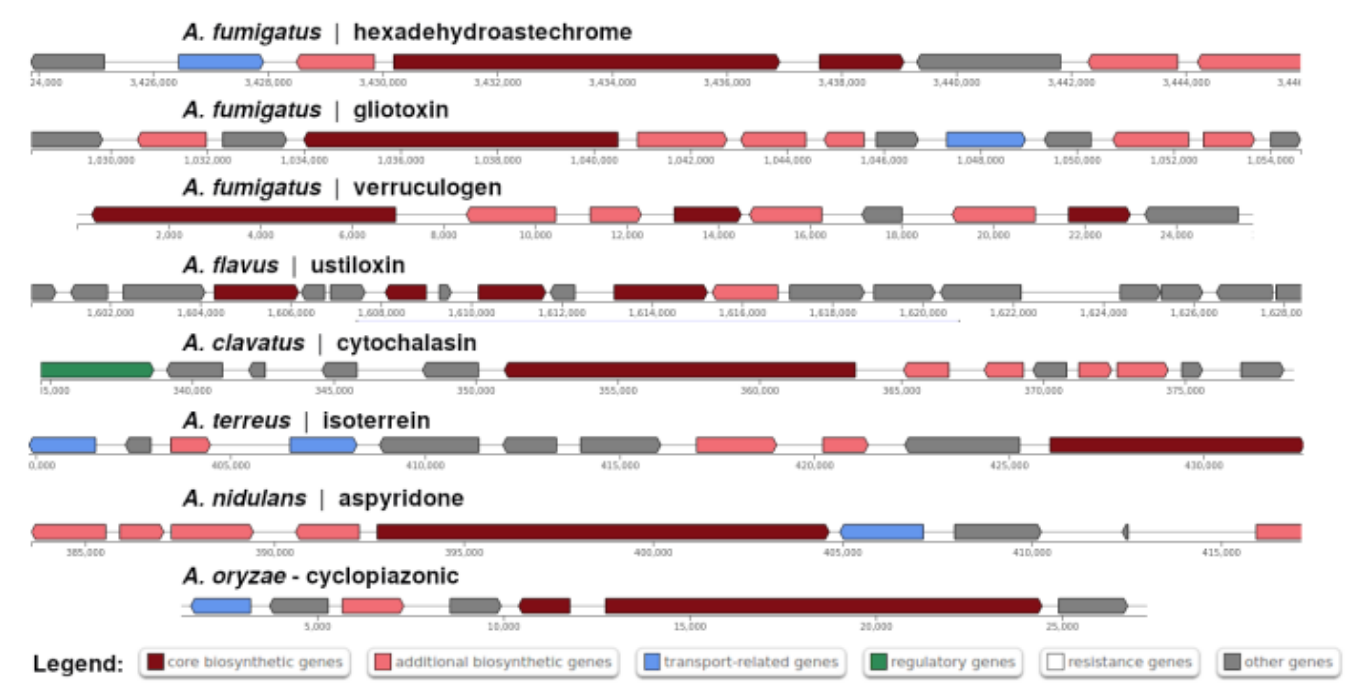 A. fumigatus | hexadehydroastechrome
24,000 3,426,000 3,428,000 3,430,000 3,432,000 3,434,000 3,436,000 3,438,000 3,440,000 3,442,000 3,444,000 3,446
A. fumigatus | gliotoxin
1,030,000 1,032,000 1,034,000 1,036,000 1,038,000 1,040,000 1,042,000 1,044,000 1,046,000 1,048,000 1,050,000 1,052,000 1,054,000
A. fumigatus | verruculogen
2,000 4,000 6,000 8,000 10,000 12,000 14,000 16,000 18,000 20,000 22,000 24,000
A. flavus | ustiloxin
1,602,000 1,604,000 1,606,000 1,608,000 1,610,000 1,612,000 1,614,000 1,616,000 1,618,000 1,620,000 1,622,000 1,624,000 1,626,000 1,628,00
A. clavatus | cytochalasin
5,000 340,000 345,000 350,000 355,000 360,000 365,000 370,000 375,000
A. terreus | isoterrein
0,000 405,000 410,000 415,000 420,000 425,000 430,000
A. nidulans | aspyridone
385,000 390,000 395,000 400,000 405,000 410,000 415,000
A. oryzae - cyclopiazonic
5,000 10,000 15,000 20,000 25,000
Legend: core biosynthetic genes additional biosynthetic genes transport-related genes regulatory genes resistance genes other genes